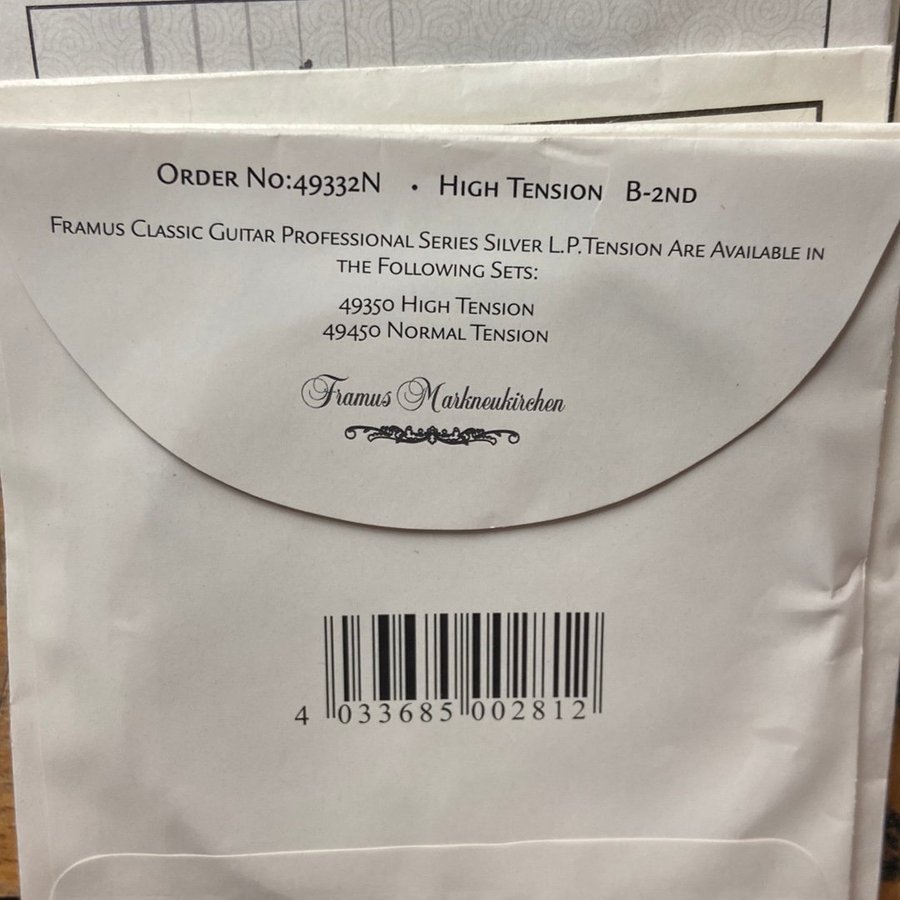 Order No:49332N • High Tension B-2nd
Framus Classic Guitar Professional Series Silver L.P.Tension Are Available in
the Following Sets:
49350 High Tension
49450 Normal Tension
Framus Markneukirchen
4 033685 002812